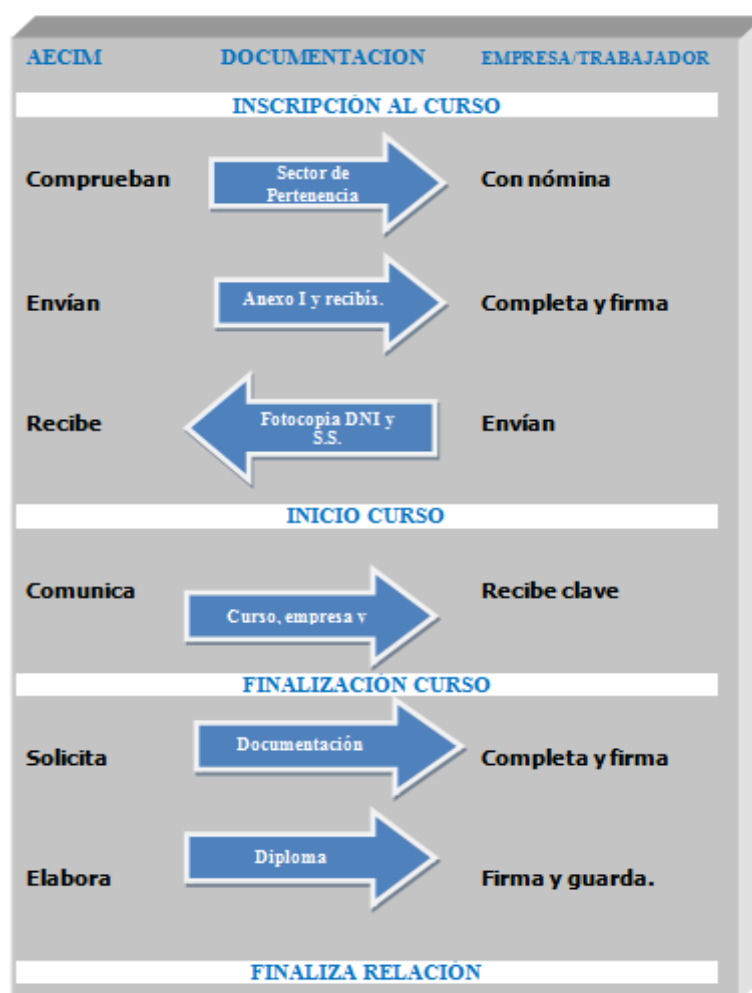 AECIM DOCUMENTACION EMPRESA/TRABAJADOR
INSCRIPCIÓN AL CURSO
Comprueban
Sector de
Pertenencia
Con nómina
Envían
Anexo I y recibís.
Completa y firma
Recibe
Fotocopia DNI y
S.S.
Envían
INICIO CURSO
Comunica
Curso, empresa y
Recibe clave
FINALIZACIÓN CURSO
Solicita
Documentación
Completa y firma
Elabora
Diploma
Firma y guarda.
FINALIZA RELACIÓN